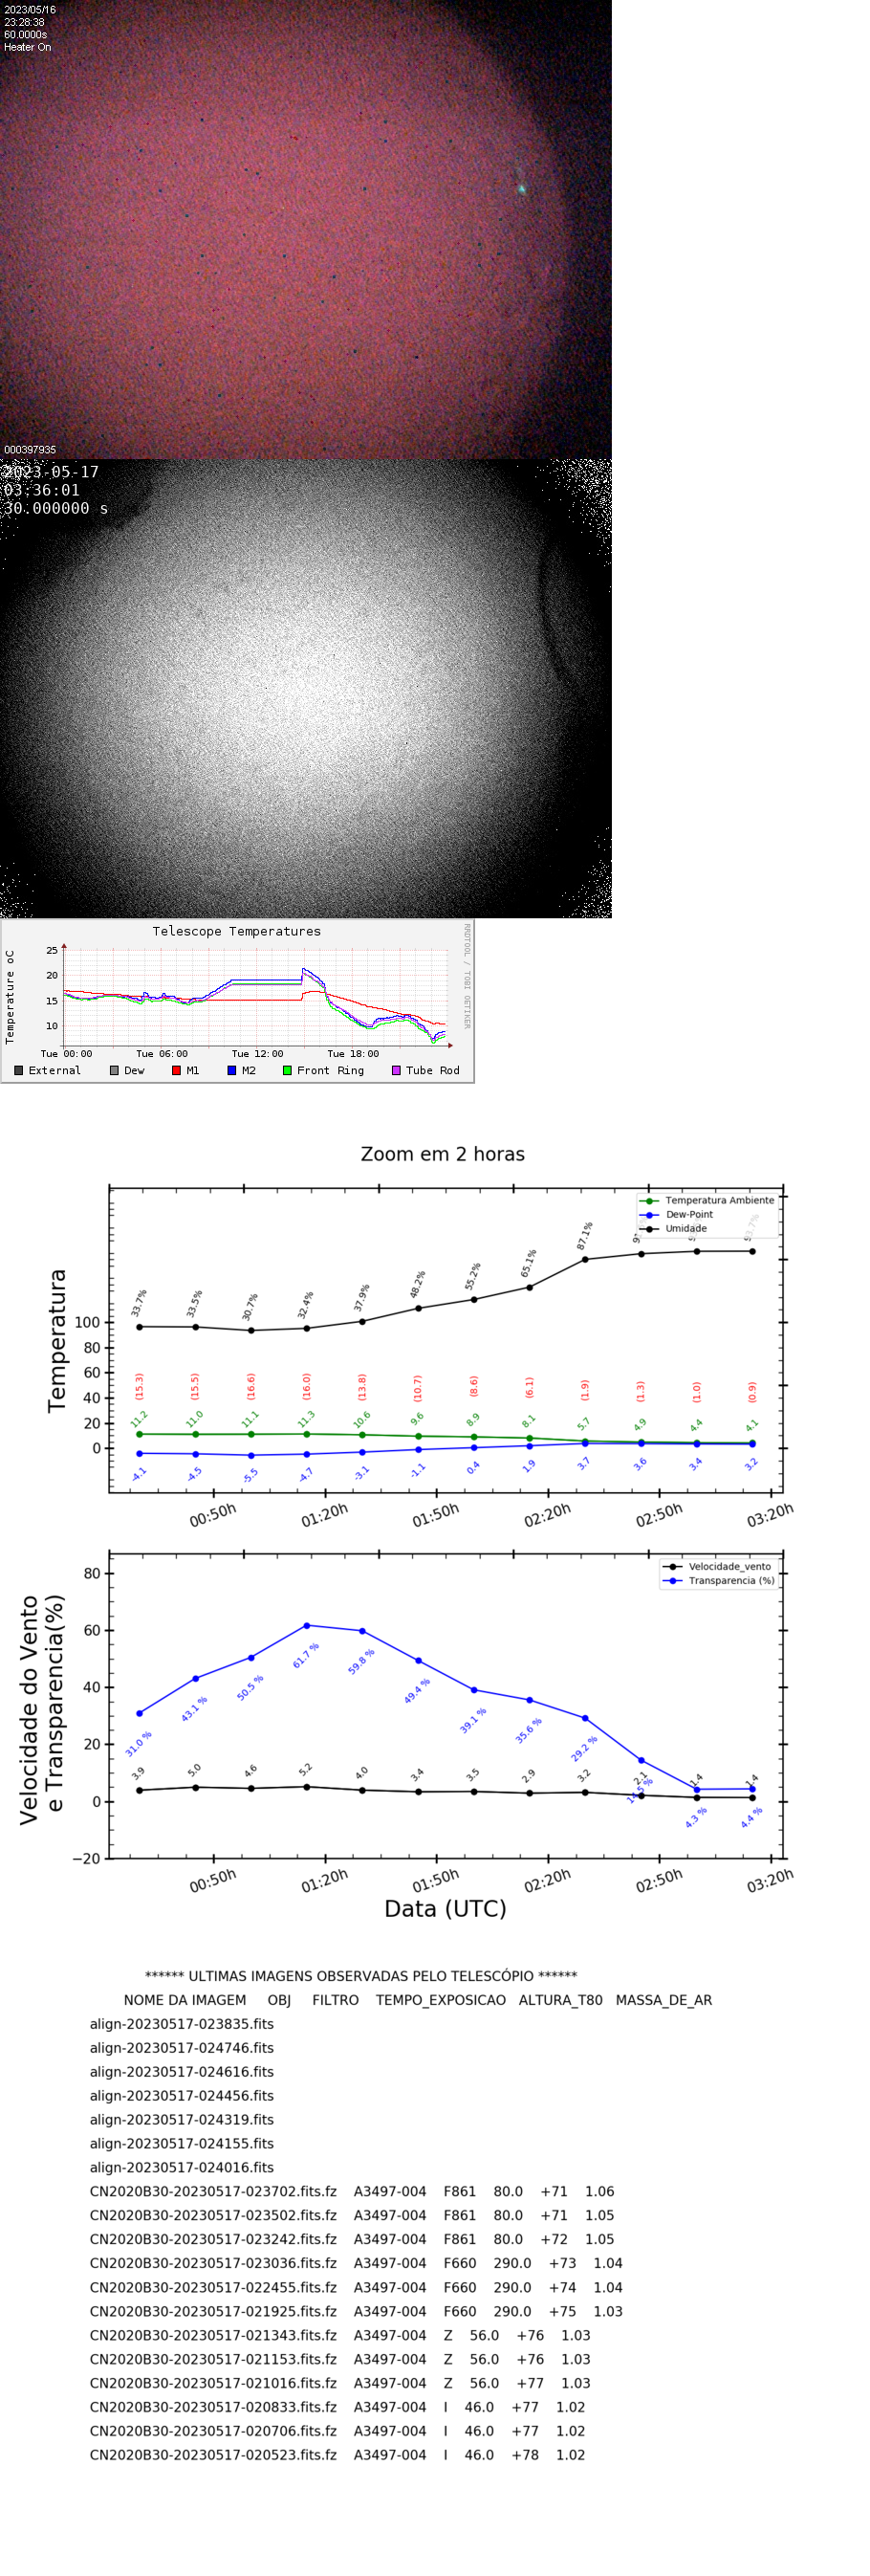 2023/05/16
23:28:38
60.0000s
Heater On
000397935
2023-05-17
03:36:01
30.000000 s
Telescope Temperatures
RRDTOOL / TOBI OETIKER
Temperature oC
25
20
15
10
Tue 00:00 Tue 06:00 Tue 12:00 Tue 18:00
External Dew M1 M2 Front Ring Tube Rod
Zoom em 2 horas
Temperatura Ambiente
Dew-Point
Umidade
Temperatura
100
80
60
40
20
0
33.7% 33.5% 30.7% 32.4% 37.9% 48.2% 55.2% 65.1% 87.1%
(15.3) (15.5) (16.6) (16.0) (13.8) (10.7) (8.6) (6.1) (1.9) (1.3) (1.0) (0.9)
11.2 11.0 11.1 11.3 10.6 9.6 8.9 8.1 5.7 4.9 4.4 4.1
-4.1 -4.5 -5.5 -4.7 -3.1 -1.1 0.4 1.9 3.7 3.6 3.4 3.2
00:50h 01:20h 01:50h 02:20h 02:50h 03:20h
Velocidade_vento
Transparencia (%)
Velocidade do Vento
e Transparencia(%)
80
60
40
20
0
−20
31.0 % 43.1 % 50.5 % 61.7 % 59.8 % 49.4 % 39.1 % 35.6 % 29.2 % 14.5 % 4.3 % 4.4 %
3.9 5.0 4.6 5.2 4.0 3.4 3.5 2.9 3.2 2.1 1.4 1.4
00:50h 01:20h 01:50h 02:20h 02:50h 03:20h
Data (UTC)
****** ULTIMAS IMAGENS OBSERVADAS PELO TELESCÓPIO ******
NOME DA IMAGEM OBJ FILTRO TEMPO_EXPOSICAO ALTURA_T80 MASSA_DE_AR
align-20230517-023835.fits
align-20230517-024746.fits
align-20230517-024616.fits
align-20230517-024456.fits
align-20230517-024319.fits
align-20230517-024155.fits
align-20230517-024016.fits
CN2020B30-20230517-023702.fits.fz A3497-004 F861 80.0 +71 1.06
CN2020B30-20230517-023502.fits.fz A3497-004 F861 80.0 +71 1.05
CN2020B30-20230517-023242.fits.fz A3497-004 F861 80.0 +72 1.05
CN2020B30-20230517-023036.fits.fz A3497-004 F660 290.0 +73 1.04
CN2020B30-20230517-022455.fits.fz A3497-004 F660 290.0 +74 1.04
CN2020B30-20230517-021925.fits.fz A3497-004 F660 290.0 +75 1.03
CN2020B30-20230517-021343.fits.fz A3497-004 Z 56.0 +76 1.03
CN2020B30-20230517-021153.fits.fz A3497-004 Z 56.0 +76 1.03
CN2020B30-20230517-021016.fits.fz A3497-004 Z 56.0 +77 1.03
CN2020B30-20230517-020833.fits.fz A3497-004 I 46.0 +77 1.02
CN2020B30-20230517-020706.fits.fz A3497-004 I 46.0 +77 1.02
CN2020B30-20230517-020523.fits.fz A3497-004 I 46.0 +78 1.02